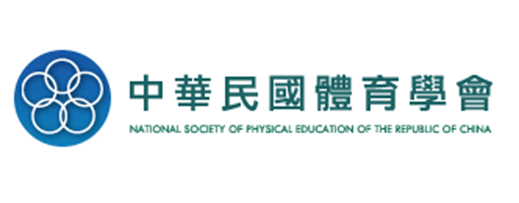 中華民國體育學會
NATIONAL SOCIETY OF PHYSICAL EDUCATION OF THE REPUBLIC OF CHINA